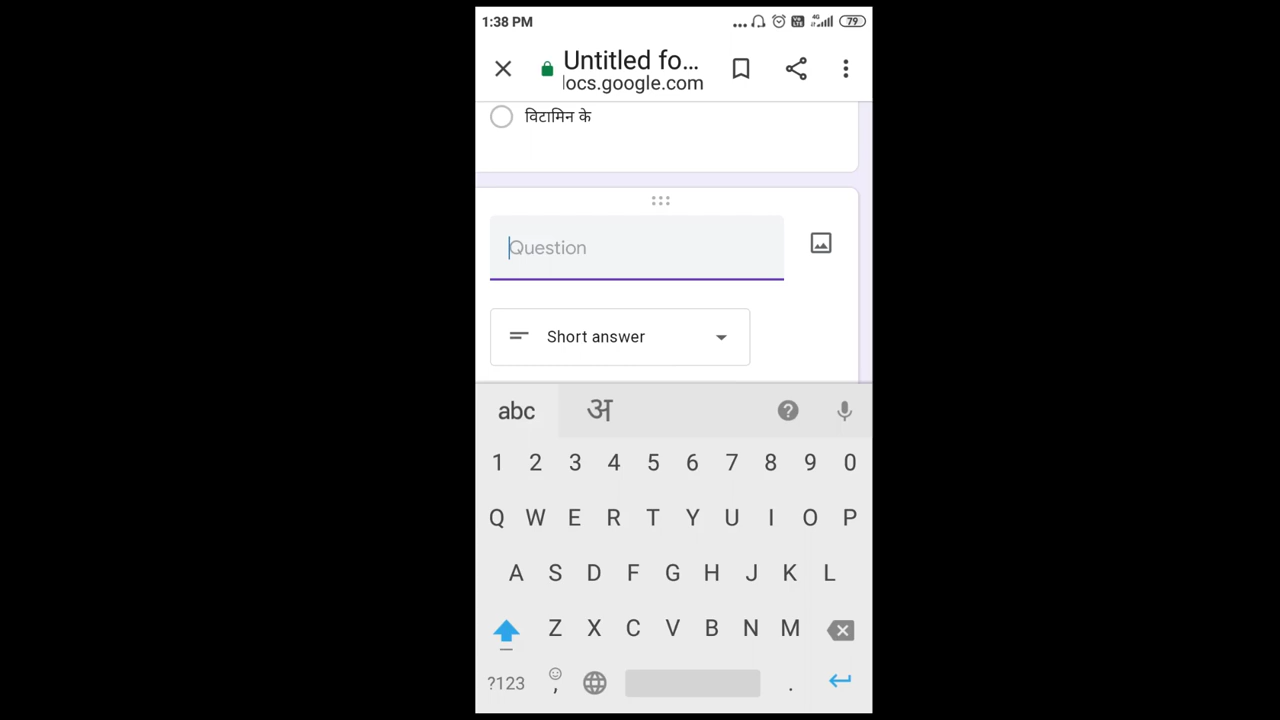 1:38 PM
4G 79
Untitled fo...
locs.google.com
विटामिन के
Question
Short answer
abc अ
1 2 3 4 5 6 7 8 9 0
Q W E R T Y U I O P
A S D F G H J K L
Z X C V B N M
?123 , .